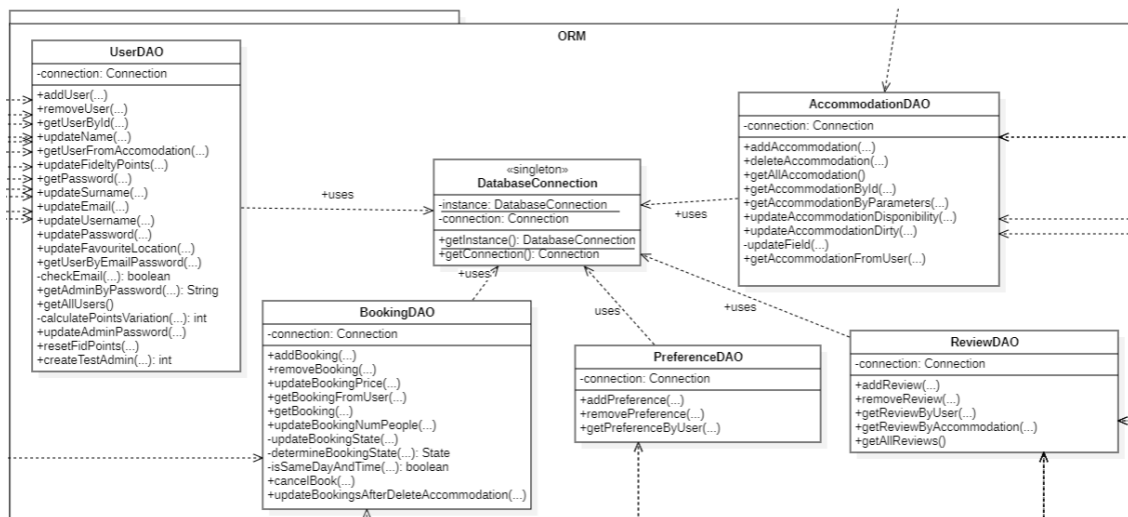 ORM
UserDAO
-connection: Connection
+addUser(...)
+removeUser(...)
+getUserById(...)
+updateName(...)
+getUserFromAccomodation(...)
+updateFideltyPoints(...)
+getPassword(...)
+updateSurname(...)
+updateEmail(...)
+updateUsername(...)
+updatePassword(...)
+updateFavouriteLocation(...)
+getUserByEmailPassword(...)
-checkEmail(...): boolean
+getAdminByPassword(...): String
+getAllUsers()
-calculatePointsVariation(...): int
+updateAdminPassword(...)
+resetFidPoints(...)
+createTestAdmin(...): int
+uses
«singleton»
DatabaseConnection
-instance: DatabaseConnection
-connection: Connection
+getInstance(): DatabaseConnection
+getConnection(): Connection
+uses
AccommodationDAO
-connection: Connection
+addAccommodation(...)
+deleteAccommodation(...)
+getAllAccomodation()
+getAccommodationById(...)
+getAccommodationByParameters(...)
+updateAccommodationDisponibility(...)
+updateAccommodationDirty(...)
-updateField(...)
+getAccommodationFromUser(...)
+uses
uses
+uses
BookingDAO
-connection: Connection
+addBooking(...)
+removeBooking(...)
+updateBookingPrice(...)
+getBookingFromUser(...)
+getBooking(...)
+updateBookingNumPeople(...)
-updateBookingState(...)
-determineBookingState(...): State
-isSameDayAndTime(...): boolean
+cancelBook(...)
+updateBookingsAfterDeleteAccommodation(...)
PreferenceDAO
-connection: Connection
+addPreference(...)
+removePreference(...)
+getPreferenceByUser(...)
ReviewDAO
-connection: Connection
+addReview(...)
+removeReview(...)
+getReviewByUser(...)
+getReviewByAccommodation(...)
+getAllReviews()